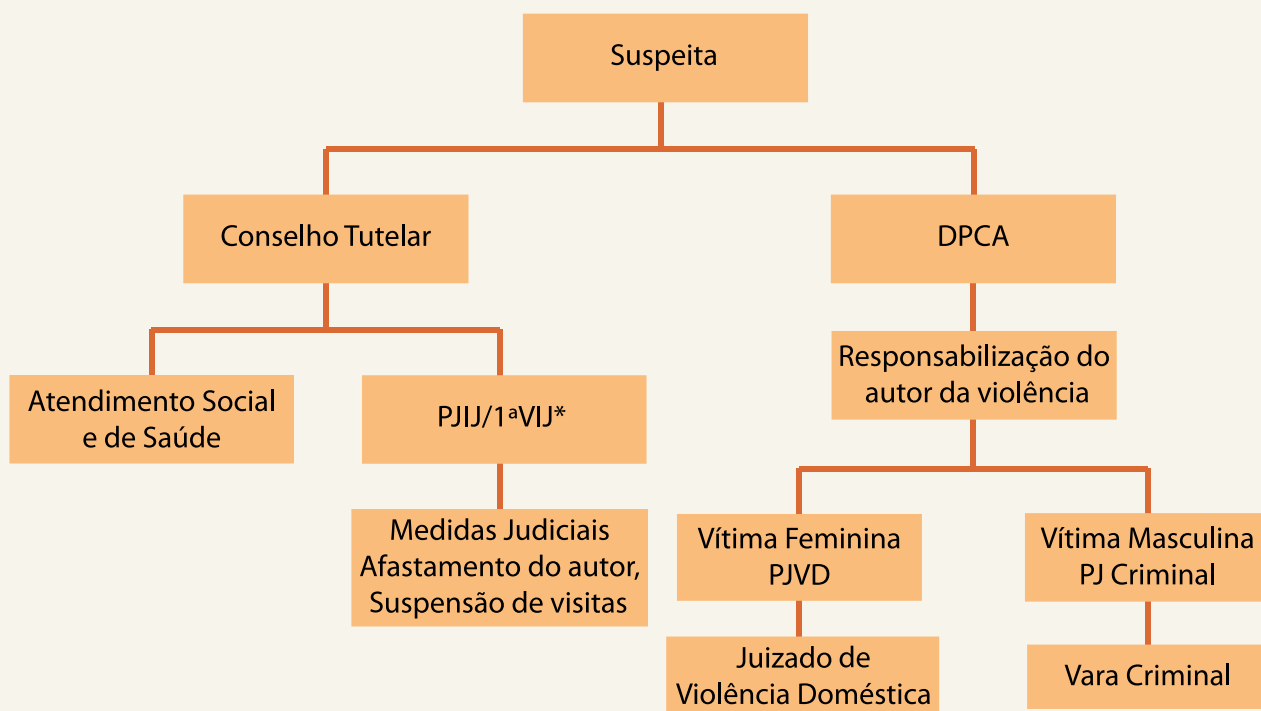 Suspeita
Conselho Tutelar
DPCA
Atendimento Social
e de Saúde
PJIJ/1ªVIJ*
Responsabilização do
autor da violência
Medidas Judiciais
Afastamento do autor,
Suspensão de visitas
Vítima Feminina
PJVD
Vítima Masculina
PJ Criminal
Juizado de
Violência Doméstica
Vara Criminal